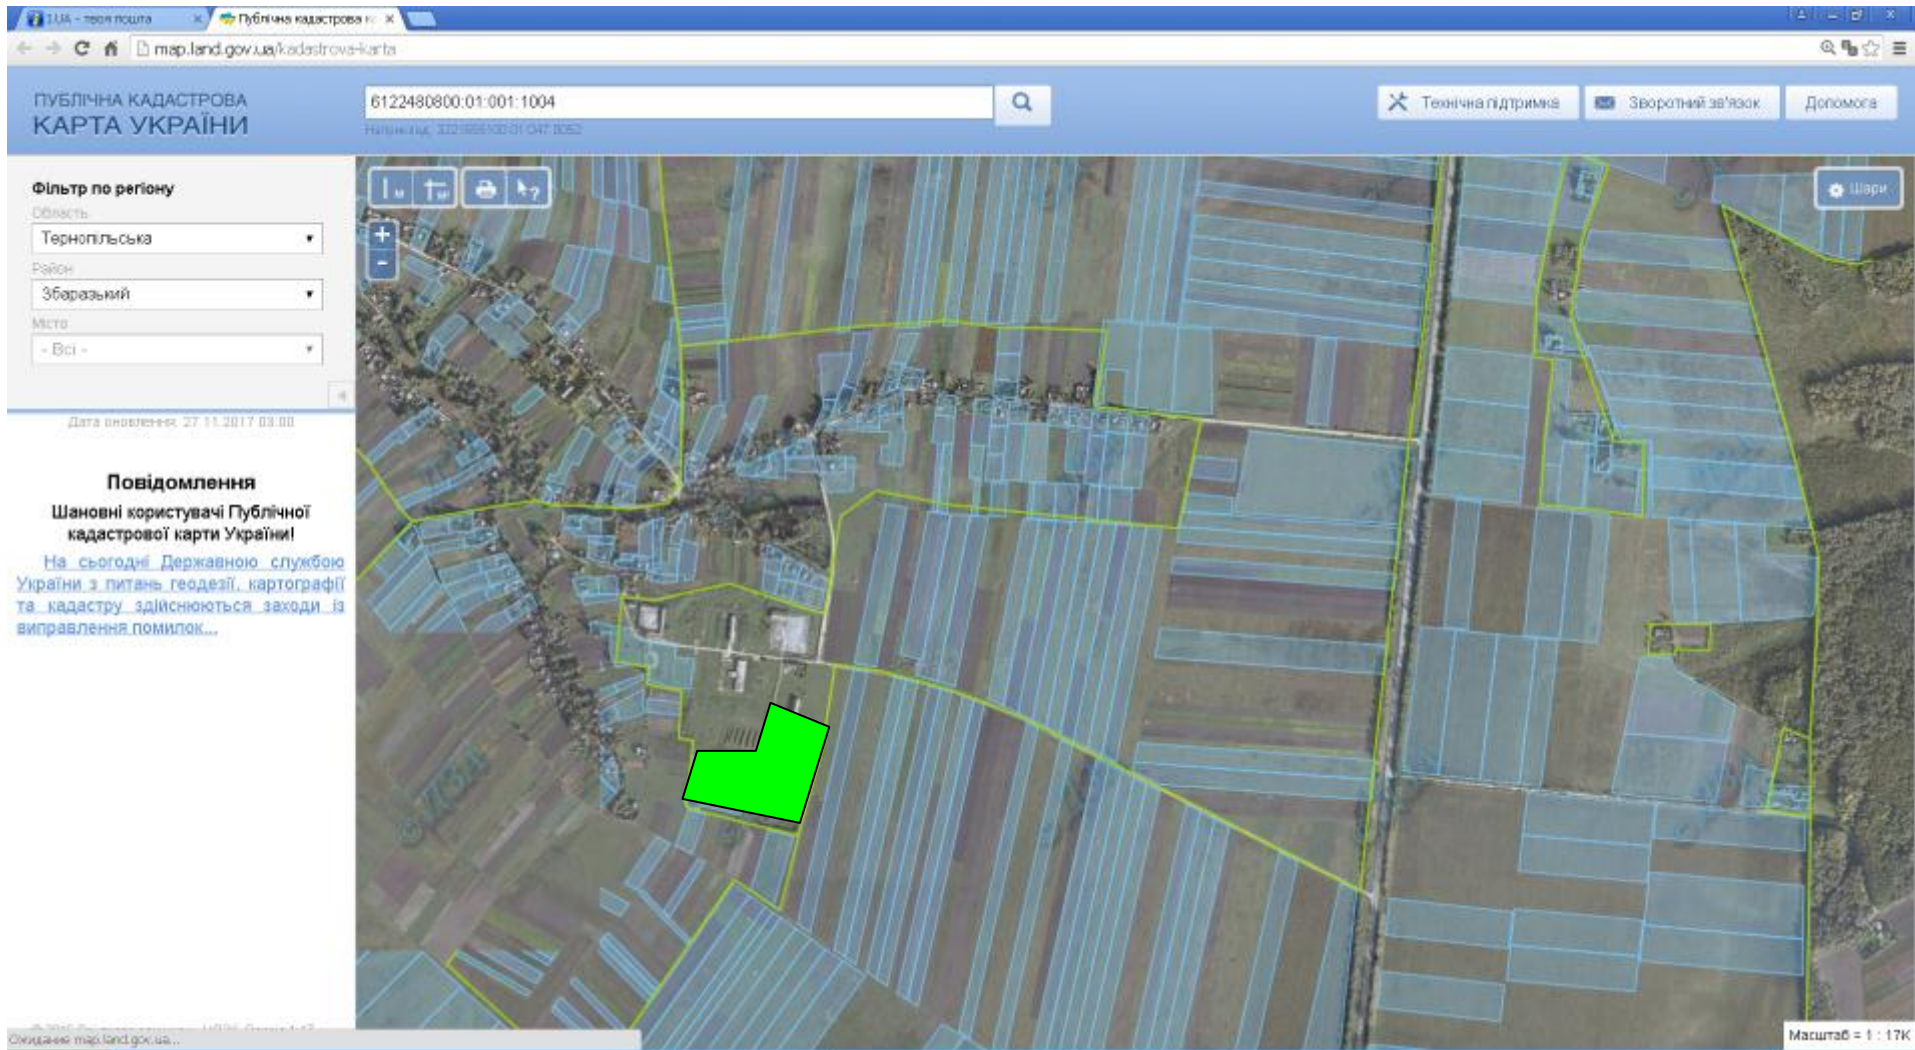 I.UA - твоя пошта
Публічна кадастрова к
map.land.gov.ua/kadastrova-karta
ПУБЛІЧНА КАДАСТРОВА
КАРТА УКРАЇНИ
6122480800:01:001:1004
Технічна підтримка
Зворотний зв'язок
Допомога
Фільтр по регіону
Область
Тернопільська
Район
Збаразький
Місто
- Всі -
Дата оновлення: 27.11.2017 03:00
Повідомлення
Шановні користувачі Публічної
кадастрової карти України!
На сьогодні Державною службою
України з питань геодезії, картографії
та кадастру здійснюються заходи із
виправлення помилок...
Ожидание map.land.gov.ua...
+
-
Шари
Масштаб = 1 : 17K